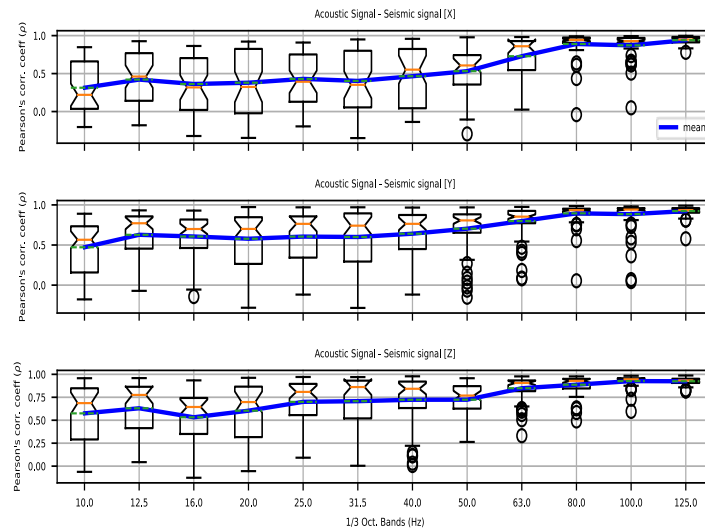 Acoustic Signal – Seismic signal [X]
Pearson's corr. coeff (ρ)
1.0
0.5
0.0
mean
Acoustic Signal – Seismic signal [Y]
Pearson's corr. coeff (ρ)
1.0
0.5
0.0
Acoustic Signal – Seismic signal [Z]
Pearson's corr. coeff (ρ)
1.00
0.75
0.50
0.25
0.00
10.0 12.5 16.0 20.0 25.0 31.5 40.0 50.0 63.0 80.0 100.0 125.0
1/3 Oct. Bands (Hz)